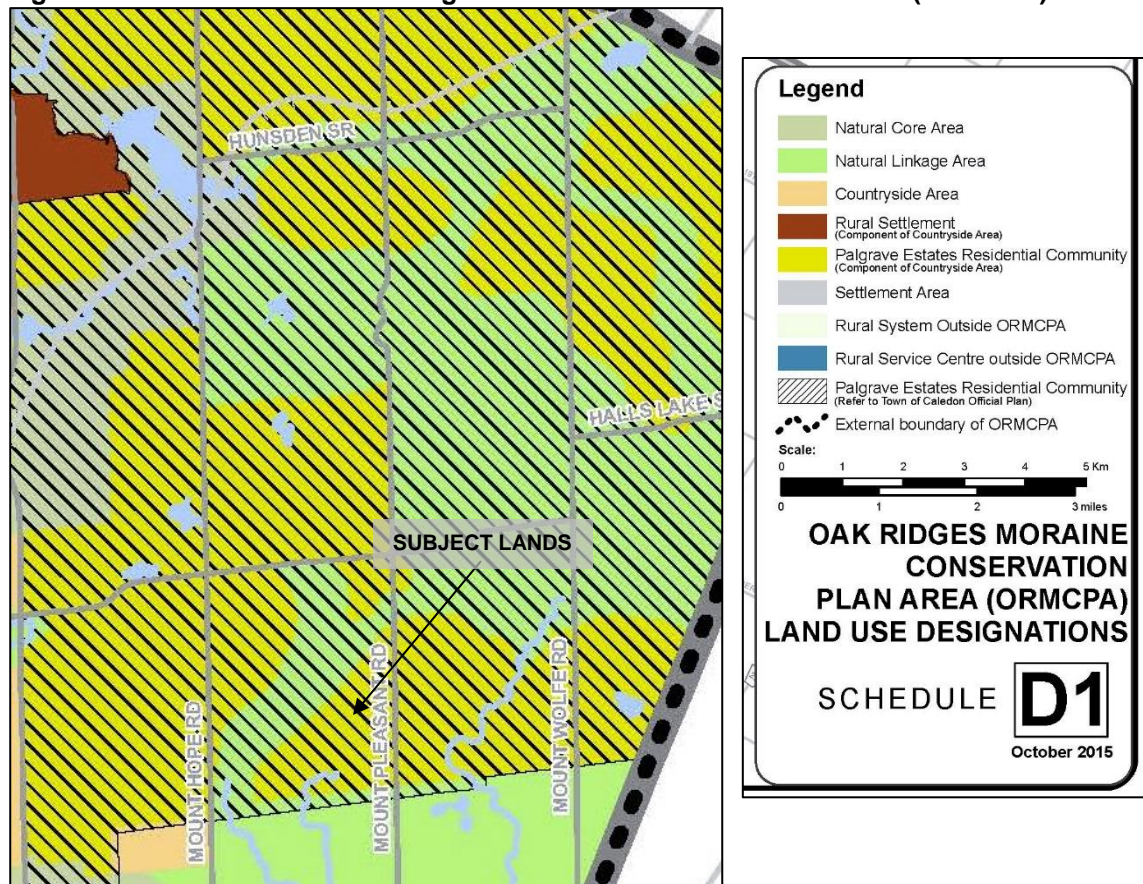 HUNSDEN SR
HALLS LAKE S
SUBJECT LANDS
MOUNT HOPE RD
MOUNT PLEASANT RD
MOUNT WOLFE RD
Legend
Natural Core Area
Natural Linkage Area
Countryside Area
Rural Settlement
(Component of Countryside Area)
Palgrave Estates Residential Community
(Component of Countryside Area)
Settlement Area
Rural System Outside ORMCPA
Rural Service Centre outside ORMCPA
Palgrave Estates Residential Community
(Refer to Town of Caledon Official Plan)
External boundary of ORMCPA
Scale:
0 1 2 3 4 5 Km
0 1 2 3 miles
OAK RIDGES MORAINE
CONSERVATION
PLAN AREA (ORMCPA)
LAND USE DESIGNATIONS
SCHEDULE D1
October 2015